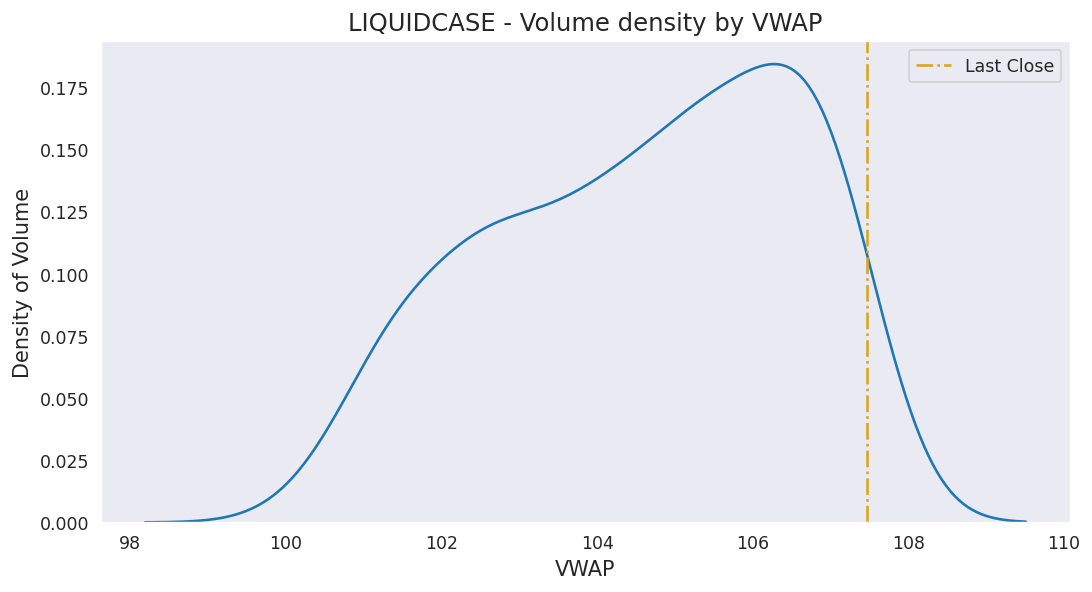 LIQUIDCASE - Volume density by VWAP
Last Close
Density of Volume
0.175
0.150
0.125
0.100
0.075
0.050
0.025
0.000
98 100 102 104 106 108 110
VWAP